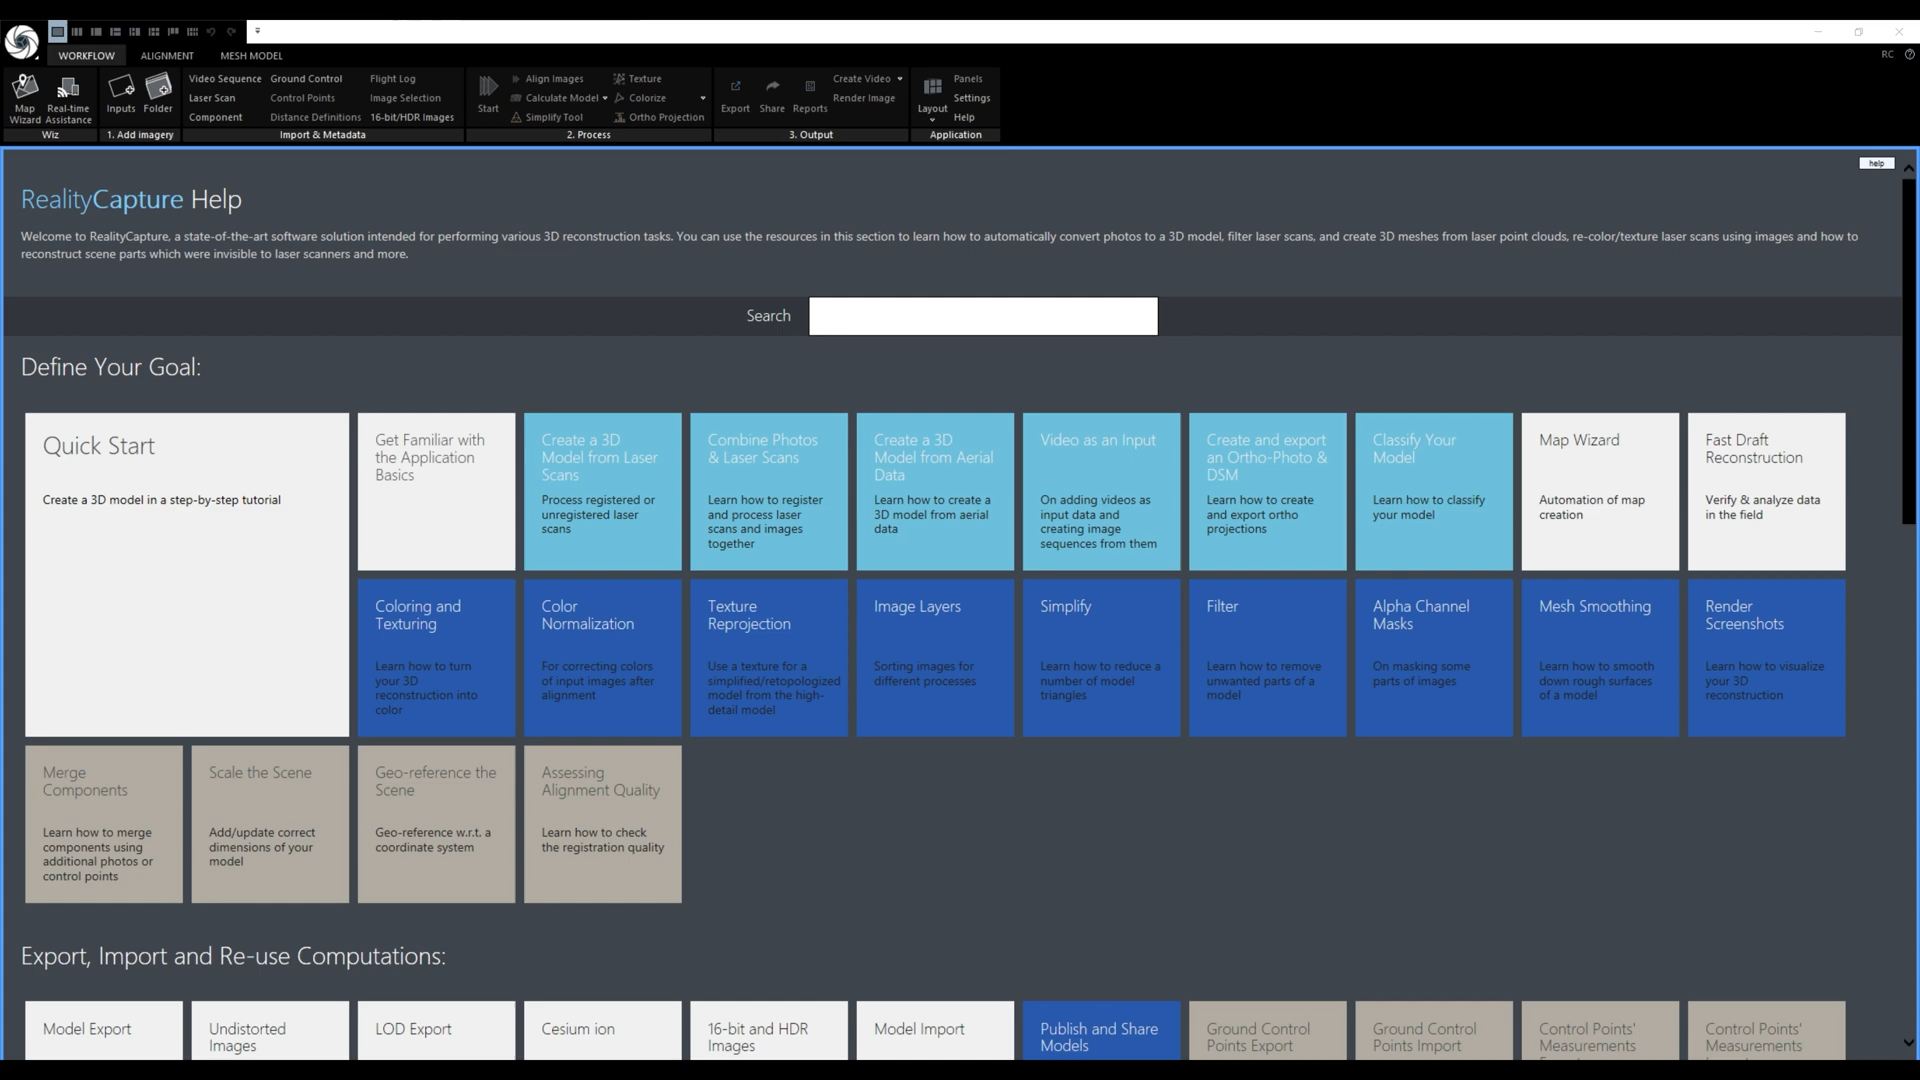 WORKFLOW ALIGNMENT MESH MODEL RC
Map Wizard
Real-time Assistance
Wiz
Inputs Folder
1. Add imagery
Video Sequence Ground Control Flight Log
Laser Scan Control Points Image Selection
Component Distance Definitions 16-bit/HDR Images
Import & Metadata
Start
Align Images Texture
Calculate Model Colorize
Simplify Tool Ortho Projection
2. Process
Export Share Reports
Create Video
Render Image
3. Output
Layout
Panels
Settings
Help
Application
help
RealityCapture Help
Welcome to RealityCapture, a state-of-the-art software solution intended for performing various 3D reconstruction tasks. You can use the resources in this section to learn how to automatically convert photos to a 3D model, filter laser scans, and create 3D meshes from laser point clouds, re-color/texture laser scans using images and how to
reconstruct scene parts which were invisible to laser scanners and more.
Search
Define Your Goal:
Quick Start
Create a 3D model in a step-by-step tutorial
Get Familiar with
the Application
Basics
Create a 3D
Model from Laser
Scans
Process registered or
unregistered laser
scans
Combine Photos
& Laser Scans
Learn how to register
and process laser
scans and images
together
Create a 3D
Model from Aerial
Data
Learn how to create a
3D model from aerial
data
Video as an Input
On adding videos as
input data and
creating image
sequences from them
Create and export
an Ortho-Photo &
DSM
Learn how to create
and export ortho
projections
Classify Your
Model
Learn how to classify
your model
Map Wizard
Automation of map
creation
Fast Draft
Reconstruction
Verify & analyze data
in the field
Coloring and
Texturing
Learn how to turn
your 3D
reconstruction into
color
Color
Normalization
For correcting colors
of input images after
alignment
Texture
Reprojection
Use a texture for a
simplified/retopologized
model from the high-
detail model
Image Layers
Sorting images for
different processes
Simplify
Learn how to reduce a
number of model
triangles
Filter
Learn how to remove
unwanted parts of a
model
Alpha Channel
Masks
On masking some
parts of images
Mesh Smoothing
Learn how to smooth
down rough surfaces
of a model
Render
Screenshots
Learn how to visualize
your 3D
reconstruction
Merge
Components
Learn how to merge
components using
additional photos or
control points
Scale the Scene
Add/update correct
dimensions of your
model
Geo-reference the
Scene
Geo-reference w.r.t. a
coordinate system
Assessing
Alignment Quality
Learn how to check
the registration quality
Export, Import and Re-use Computations:
Model Export
Undistorted
Images
LOD Export
Cesium ion
16-bit and HDR
Images
Model Import
Publish and Share
Models
Ground Control
Points Export
Ground Control
Points Import
Control Points'
Measurements
Control Points'
Measurements